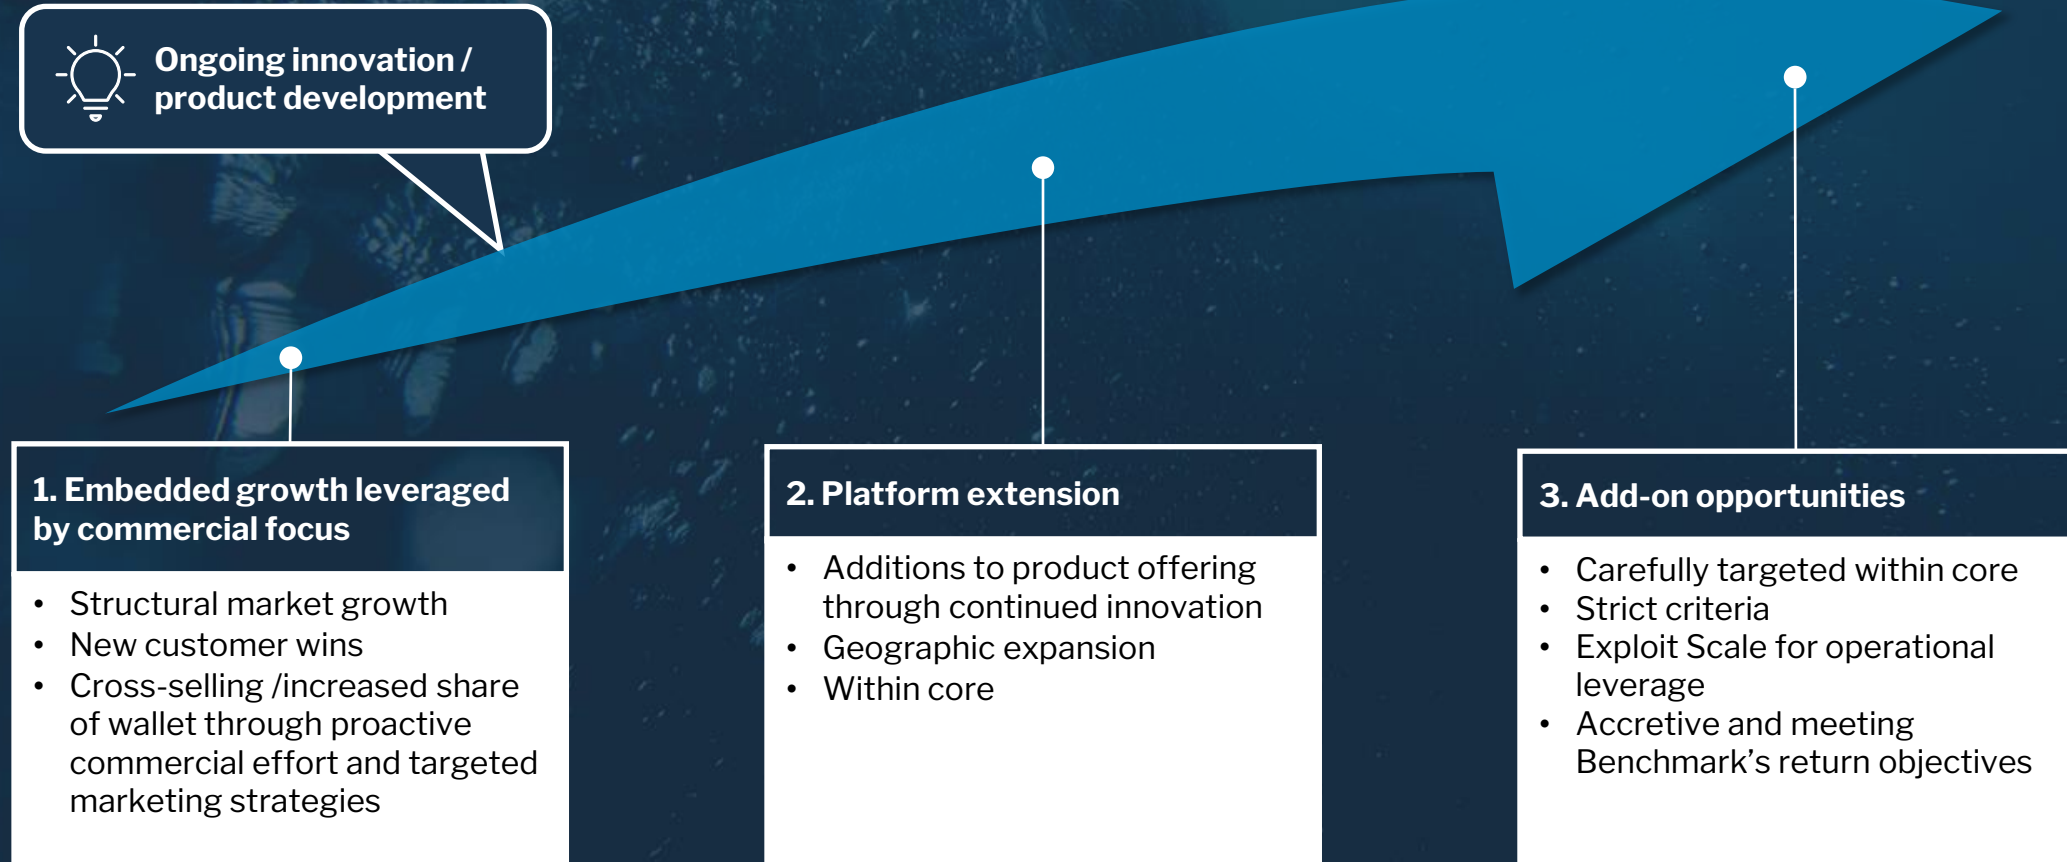 Ongoing innovation /
product development
1. Embedded growth leveraged
by commercial focus
• Structural market growth
• New customer wins
• Cross-selling /increased share
of wallet through proactive
commercial effort and targeted
marketing strategies
2. Platform extension
• Additions to product offering
through continued innovation
• Geographic expansion
• Within core
3. Add-on opportunities
• Carefully targeted within core
• Strict criteria
• Exploit Scale for operational
leverage
• Accretive and meeting
Benchmark’s return objectives